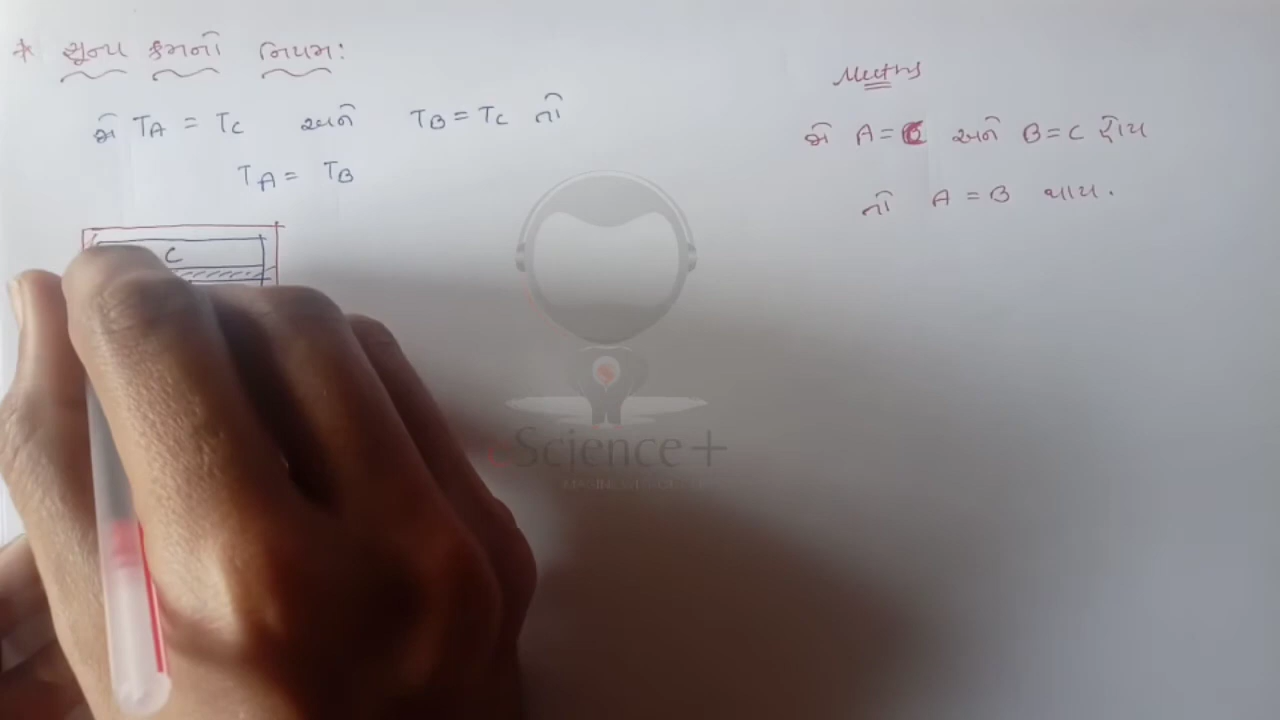 * શુન્ય ક્રમનો નિયમ:
જો TA = TC અને TB = TC તો
TA = TB
C
Maths
જો A = C અને B = C હોય
તો A = B થાય.
eScience+